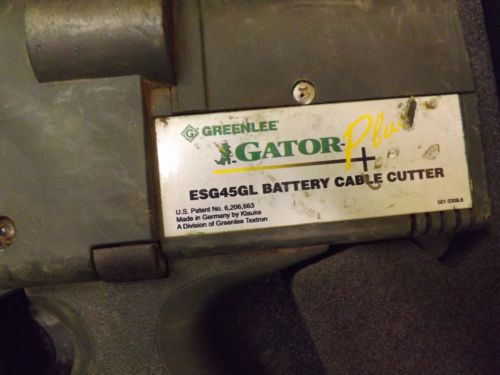 GREENLEE
GATOR Plus
+
ESG45GL BATTERY CABLE CUTTER
U.S. Patent No. 6,206,663
Made in Germany by Klauke
A Division of Greenlee Textron